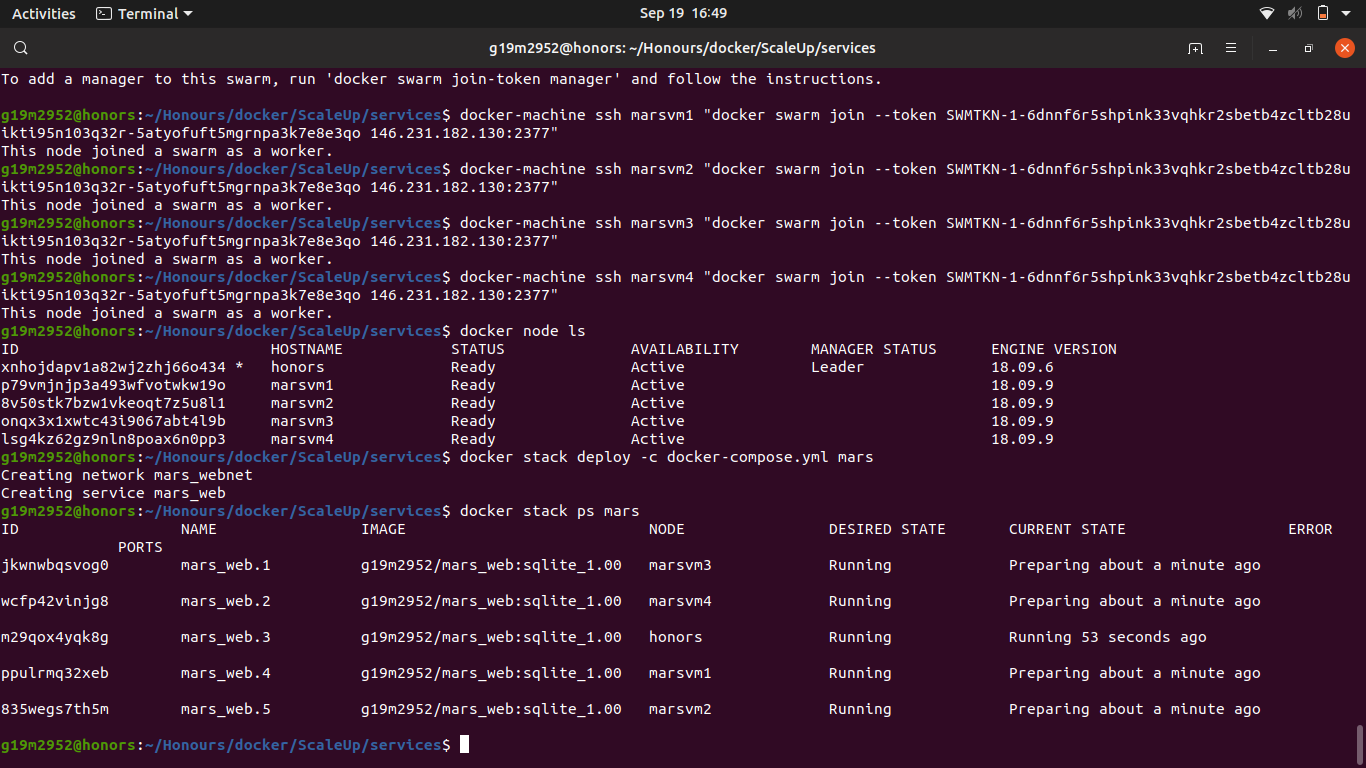 Activities Terminal Sep 19 16:49
g19m2952@honors: ~/Honours/docker/ScaleUp/services
To add a manager to this swarm, run 'docker swarm join-token manager' and follow the instructions.
g19m2952@honors:~/Honours/docker/ScaleUp/services$ docker-machine ssh marsvm1 "docker swarm join --token SWMTKN-1-6dnnf6r5shpink33vqhkr2sbetb4zcltb28u
ikti95n103q32r-5atyofuft5mgrnpa3k7e8e3qo 146.231.182.130:2377"
This node joined a swarm as a worker.
g19m2952@honors:~/Honours/docker/ScaleUp/services$ docker-machine ssh marsvm2 "docker swarm join --token SWMTKN-1-6dnnf6r5shpink33vqhkr2sbetb4zcltb28u
ikti95n103q32r-5atyofuft5mgrnpa3k7e8e3qo 146.231.182.130:2377"
This node joined a swarm as a worker.
g19m2952@honors:~/Honours/docker/ScaleUp/services$ docker-machine ssh marsvm3 "docker swarm join --token SWMTKN-1-6dnnf6r5shpink33vqhkr2sbetb4zcltb28u
ikti95n103q32r-5atyofuft5mgrnpa3k7e8e3qo 146.231.182.130:2377"
This node joined a swarm as a worker.
g19m2952@honors:~/Honours/docker/ScaleUp/services$ docker-machine ssh marsvm4 "docker swarm join --token SWMTKN-1-6dnnf6r5shpink33vqhkr2sbetb4zcltb28u
ikti95n103q32r-5atyofuft5mgrnpa3k7e8e3qo 146.231.182.130:2377"
This node joined a swarm as a worker.
g19m2952@honors:~/Honours/docker/ScaleUp/services$ docker node ls
ID HOSTNAME STATUS AVAILABILITY MANAGER STATUS ENGINE VERSION
xnhojdapv1a82wj2zhj66o434 * honors Ready Active Leader 18.09.6
p79vmjnjp3a493wfvotwkw19o marsvm1 Ready Active 18.09.9
8v50stk7bzw1vkeoqt7z5u8l1 marsvm2 Ready Active 18.09.9
onqx3x1xwtc43i9067abt4l9b marsvm3 Ready Active 18.09.9
lsg4kz62gz9nln8poax6n0pp3 marsvm4 Ready Active 18.09.9
g19m2952@honors:~/Honours/docker/ScaleUp/services$ docker stack deploy -c docker-compose.yml mars
Creating network mars_webnet
Creating service mars_web
g19m2952@honors:~/Honours/docker/ScaleUp/services$ docker stack ps mars
ID NAME IMAGE NODE DESIRED STATE CURRENT STATE ERROR
PORTS
jkwnwbqsvog0 mars_web.1 g19m2952/mars_web:sqlite_1.00 marsvm3 Running Preparing about a minute ago
wcfp42vinjg8 mars_web.2 g19m2952/mars_web:sqlite_1.00 marsvm4 Running Preparing about a minute ago
m29qox4yqk8g mars_web.3 g19m2952/mars_web:sqlite_1.00 honors Running Running 53 seconds ago
ppulrmq32xeb mars_web.4 g19m2952/mars_web:sqlite_1.00 marsvm1 Running Preparing about a minute ago
835wegs7th5m mars_web.5 g19m2952/mars_web:sqlite_1.00 marsvm2 Running Preparing about a minute ago
g19m2952@honors:~/Honours/docker/ScaleUp/services$